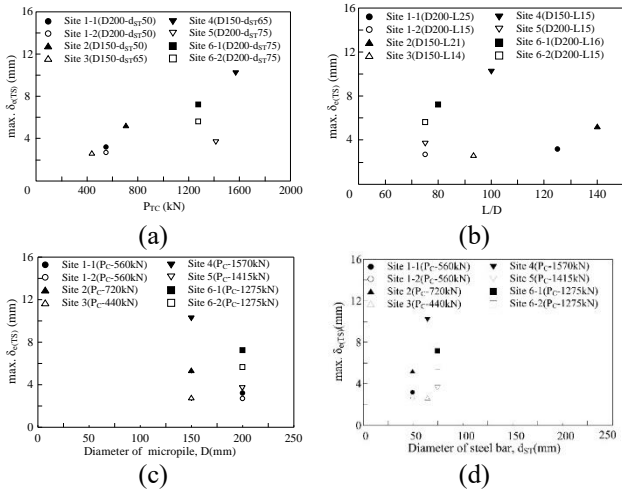 16
12
8
4
0
max. δe(TS) (mm)
Site 1-1(D200-dST50)
Site 1-2(D200-dST50)
Site 2(D150-dST50)
Site 3(D150-dST65)
Site 4(D150-dST65)
Site 5(D200-dST75)
Site 6-1(D200-dST75)
Site 6-2(D200-dST75)
0 400 800 1200 1600 2000
PTC (kN)
(a)
16
12
8
4
0
max. δe(TS) (mm)
Site 1-1(D200-L25)
Site 1-2(D200-L15)
Site 2(D150-L21)
Site 3(D150-L14)
Site 4(D150-L15)
Site 5(D200-L15)
Site 6-1(D200-L16)
Site 6-2(D200-L15)
60 80 100 120 140
L/D
(b)
16
12
8
4
0
max. δe(TS) (mm)
Site 1-1(PC-560kN)
Site 1-2(PC-560kN)
Site 2(PC-720kN)
Site 3(PC-440kN)
Site 4(PC-1570kN)
Site 5(PC-1415kN)
Site 6-1(PC-1275kN)
Site 6-2(PC-1275kN)
0 50 100 150 200 250
Diameter of micropile, D(mm)
(c)
16
12
8
4
0
max. δe(TS)(mm)
Site 1-1(PC-560kN)
Site 1-2(PC-560kN)
Site 2(PC-720kN)
Site 3(PC-440kN)
Site 4(PC-1570kN)
Site 5(PC-1415kN)
Site 6-1(PC-1275kN)
Site 6-2(PC-1275kN)
0 50 100 150 200 250
Diameter of steel bar, dST(mm)
(d)